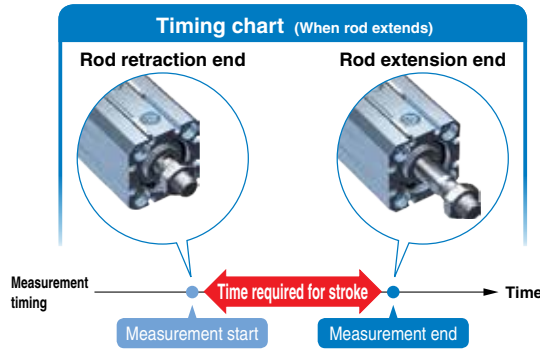 Timing chart (When rod extends)
Rod retraction end
Rod extension end
Measurement
timing
Time required for stroke
Time
Measurement start
Measurement end